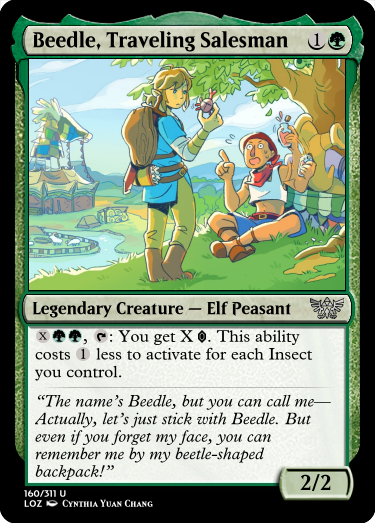 Beedle, Traveling Salesman 1
Legendary Creature — Elf Peasant
X, : You get X . This ability
costs 1 less to activate for each Insect
you control.
“The name’s Beedle, but you can call me—
Actually, let’s just stick with Beedle. But
even if you forget my face, you can
remember me by my beetle-shaped
backpack!”
2/2
160/311 U
LOZ Cynthia Yuan Chang